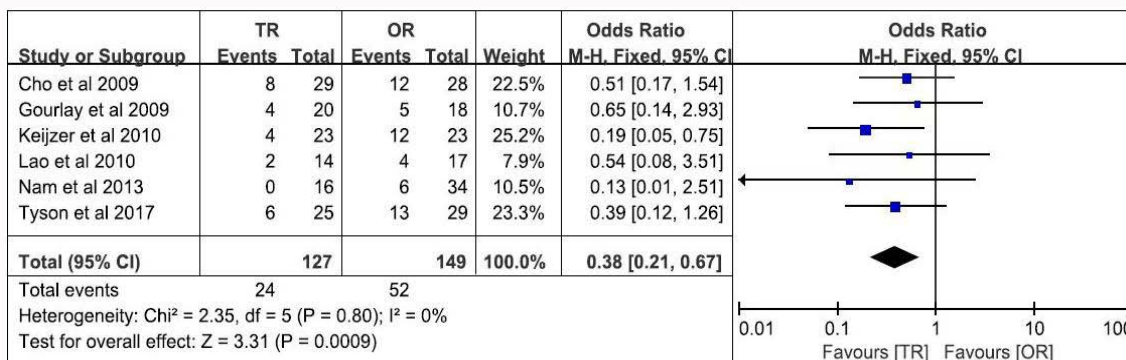 TR OR Odds Ratio Odds Ratio
Study or Subgroup Events Total Events Total Weight M-H. Fixed. 95% CI M-H. Fixed. 95% CI
Cho et al 2009 8 29 12 28 22.5% 0.51 [0.17, 1.54]
Gourlay et al 2009 4 20 5 18 10.7% 0.65 [0.14, 2.93]
Keijzer et al 2010 4 23 12 23 25.2% 0.19 [0.05, 0.75]
Lao et al 2010 2 14 4 17 7.9% 0.54 [0.08, 3.51]
Nam et al 2013 0 16 6 34 10.5% 0.13 [0.01, 2.51]
Tyson et al 2017 6 25 13 29 23.3% 0.39 [0.12, 1.26]
Total (95% CI) 127 149 100.0% 0.38 [0.21, 0.67]
Total events 24 52
Heterogeneity: Chi² = 2.35, df = 5 (P = 0.80); I² = 0%
Test for overall effect: Z = 3.31 (P = 0.0009)
0.01 0.1 1 10 100
Favours [TR] Favours [OR]